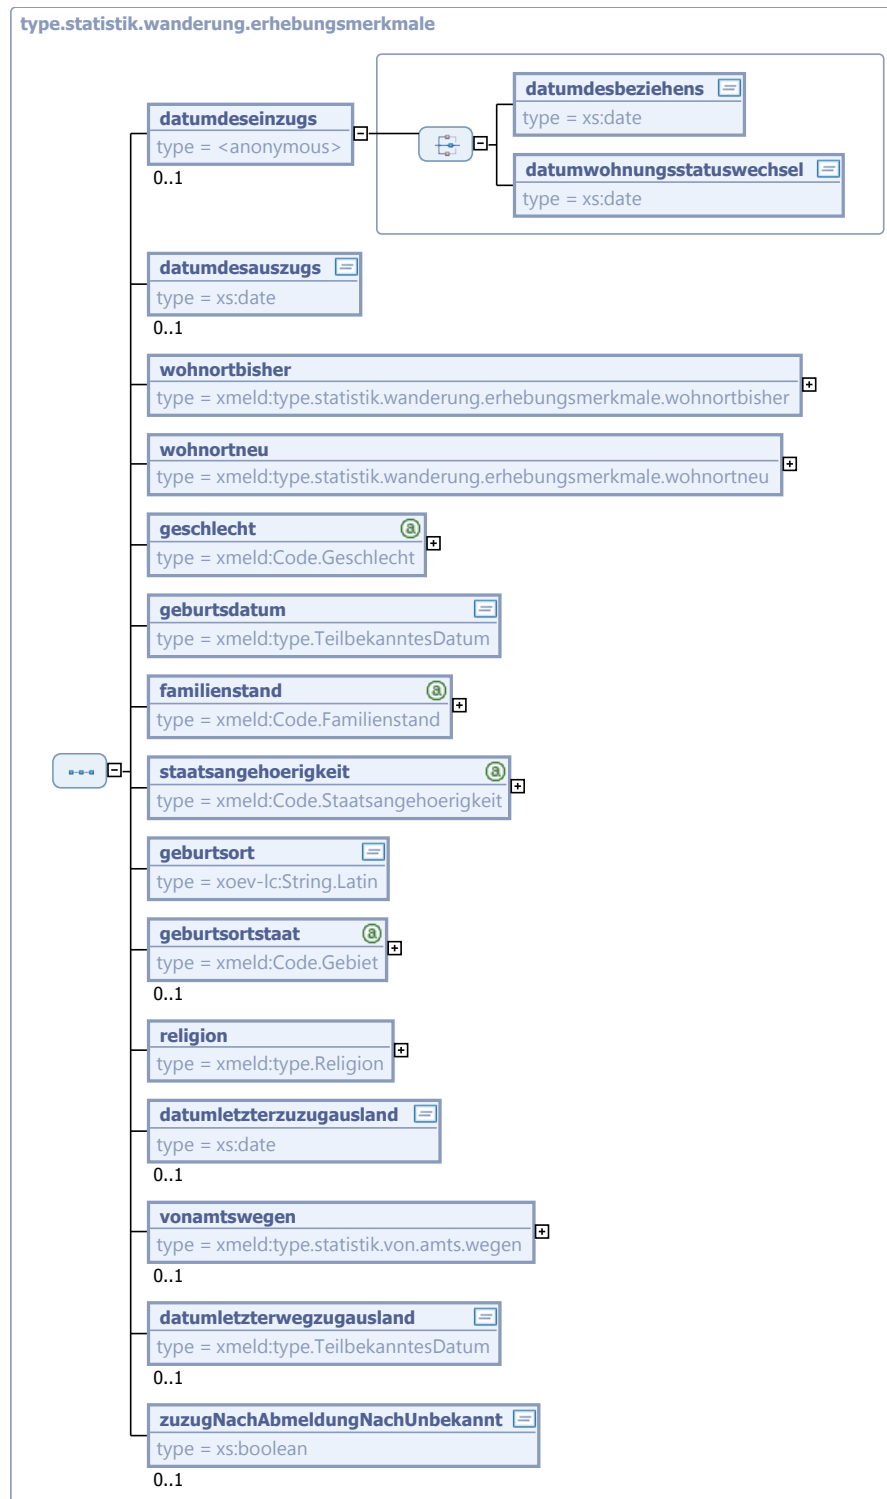 type.statistik.wanderung.erhebungsmerkmale
datumdeseinzugs
type = <anonymous>
0..1
datumdesbeziehens
type = xs:date
datumwohnungsstatuswechsel
type = xs:date
datumdesauszugs
type = xs:date
0..1
wohnortbisher
type = xmeld:type.statistik.wanderung.erhebungsmerkmale.wohnortbisher
wohnortneu
type = xmeld:type.statistik.wanderung.erhebungsmerkmale.wohnortneu
geschlecht
type = xmeld:Code.Geschlecht
geburtsdatum
type = xmeld:type.TeilbekanntesDatum
familienstand
type = xmeld:Code.Familienstand
staatsangehoerigkeit
type = xmeld:Code.Staatsangehoerigkeit
geburtsort
type = xoev-lc:String.Latin
geburtsortstaat
type = xmeld:Code.Gebiet
0..1
religion
type = xmeld:type.Religion
datumletzterzuzugausland
type = xs:date
0..1
vonamtswegen
type = xmeld:type.statistik.von.amts.wegen
0..1
datumletzterwegzugausland
type = xmeld:type.TeilbekanntesDatum
0..1
zuzugNachAbmeldungNachUnbekannt
type = xs:boolean
0..1